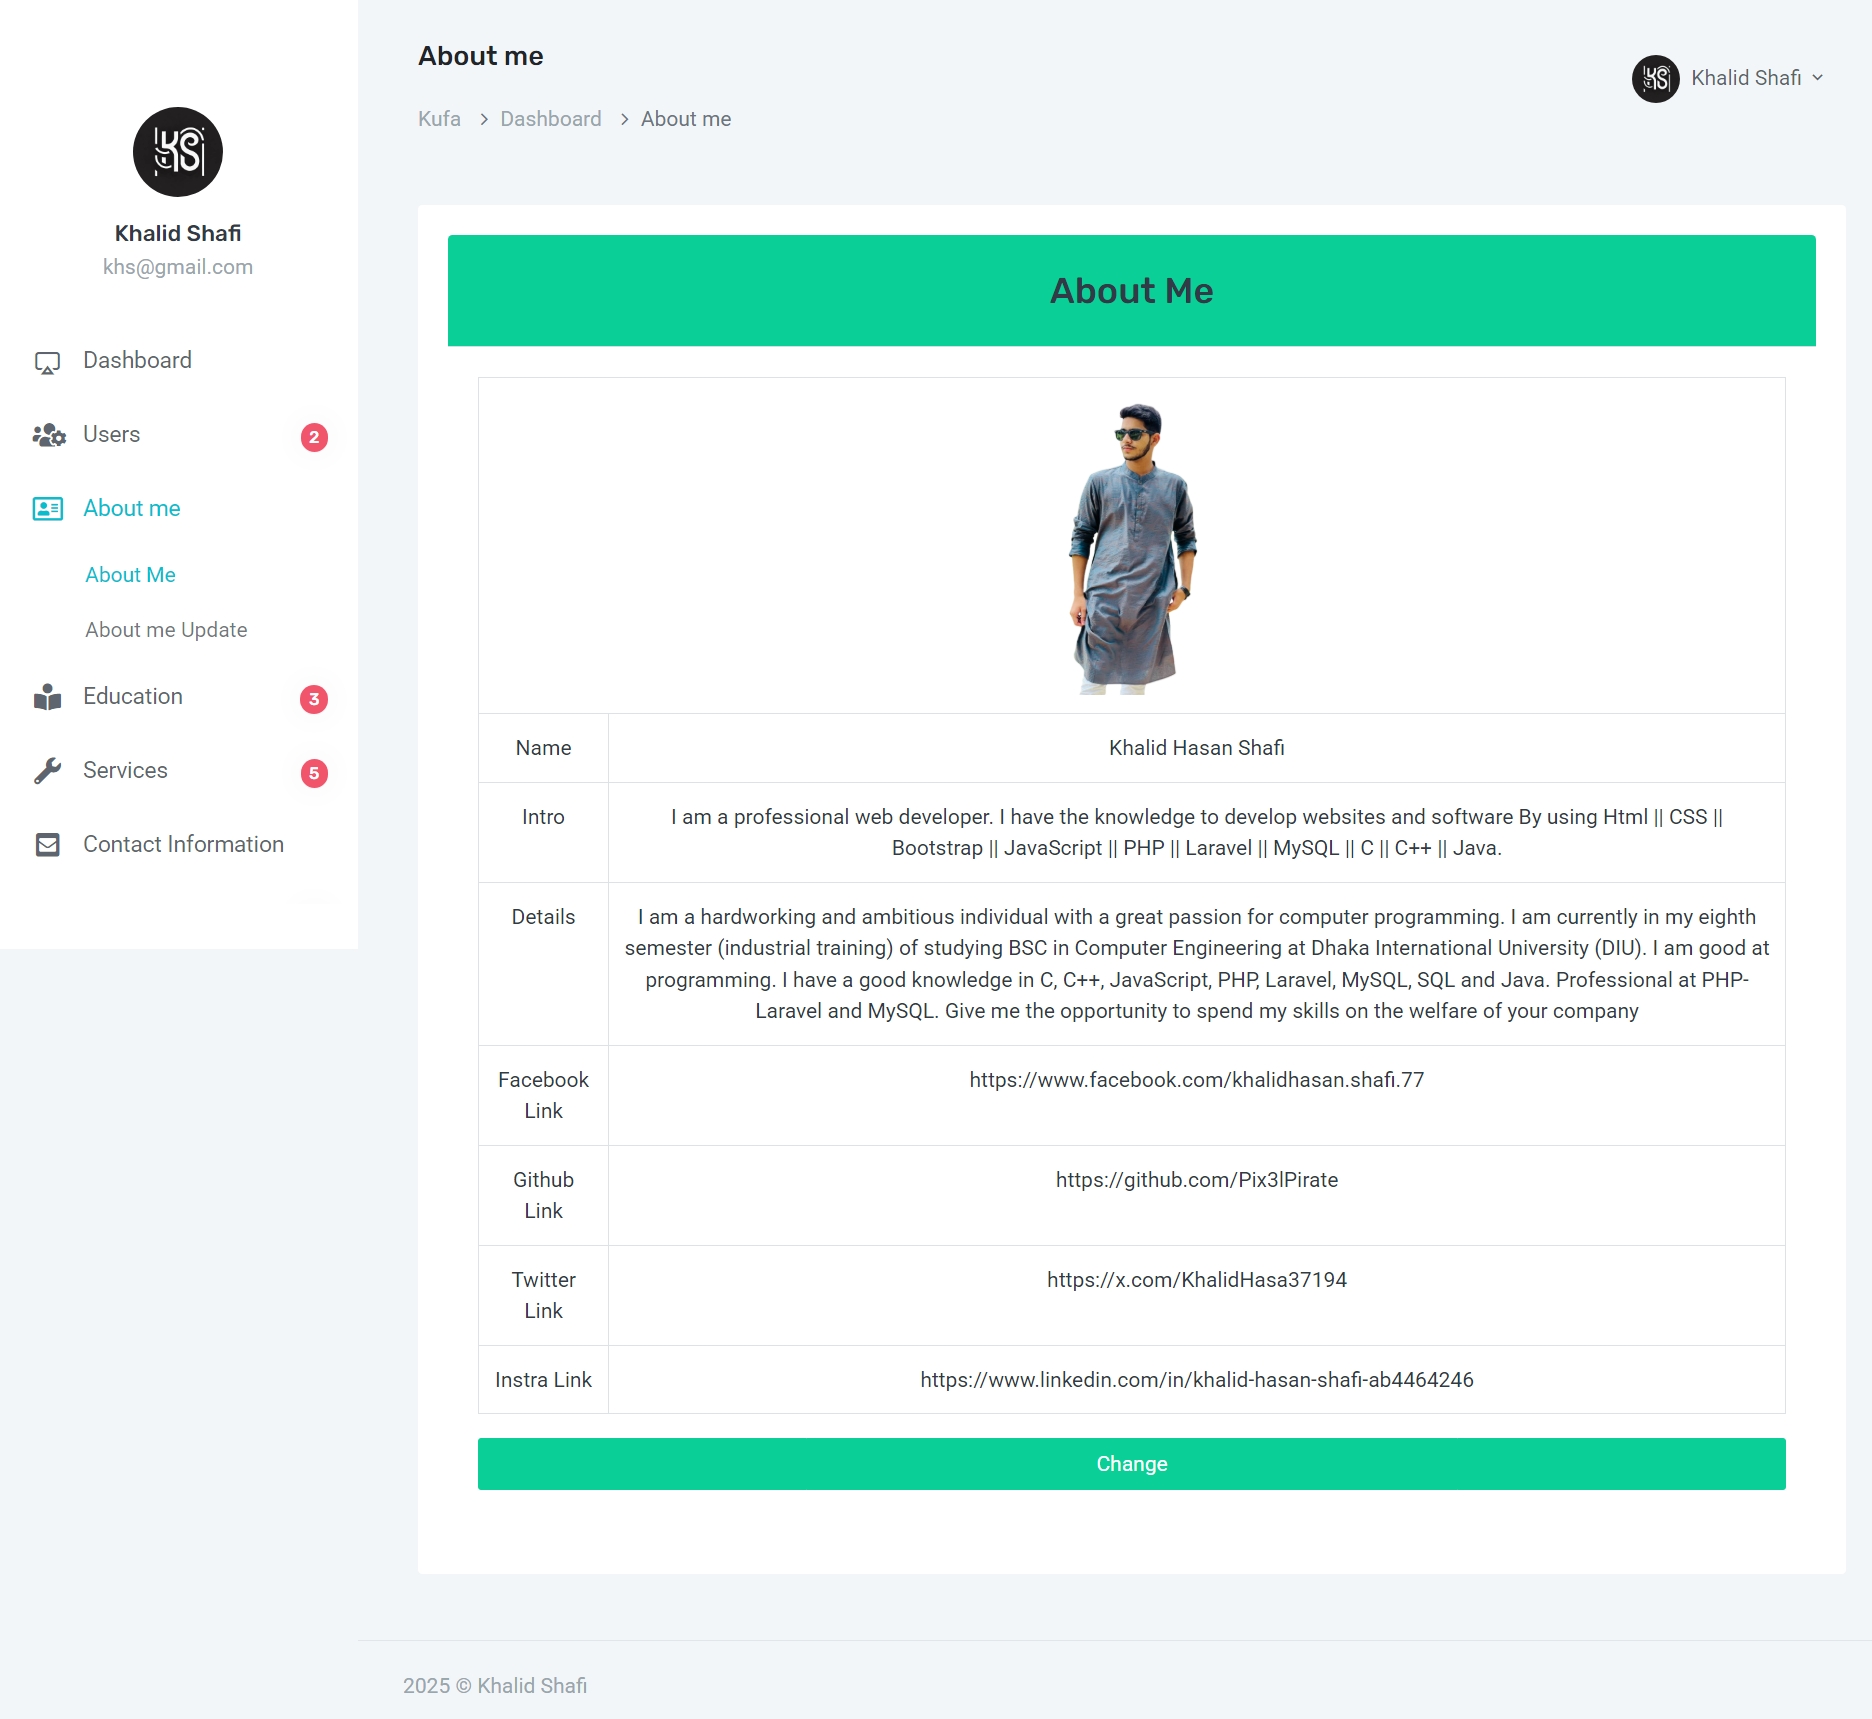 About me
Khalid Shafi
Kufa > Dashboard > About me
KS
Khalid Shafi
khs@gmail.com
Dashboard
Users 2
About me
About Me
About me Update
Education 3
Services 5
Contact Information
About Me
Name Khalid Hasan Shafi
Intro I am a professional web developer. I have the knowledge to develop websites and software By using Html || CSS ||
Bootstrap || JavaScript || PHP || Laravel || MySQL || C || C++ || Java.
Details I am a hardworking and ambitious individual with a great passion for computer programming. I am currently in my eighth
semester (industrial training) of studying BSC in Computer Engineering at Dhaka International University (DIU). I am good at
programming. I have a good knowledge in C, C++, JavaScript, PHP, Laravel, MySQL, SQL and Java. Professional at PHP-
Laravel and MySQL. Give me the opportunity to spend my skills on the welfare of your company
Facebook https://www.facebook.com/khalidhasan.shafi.77
Link
Github https://github.com/Pix3lPirate
Link
Twitter https://x.com/KhalidHasa37194
Link
Instra Link https://www.linkedin.com/in/khalid-hasan-shafi-ab4464246
Change
2025 © Khalid Shafi